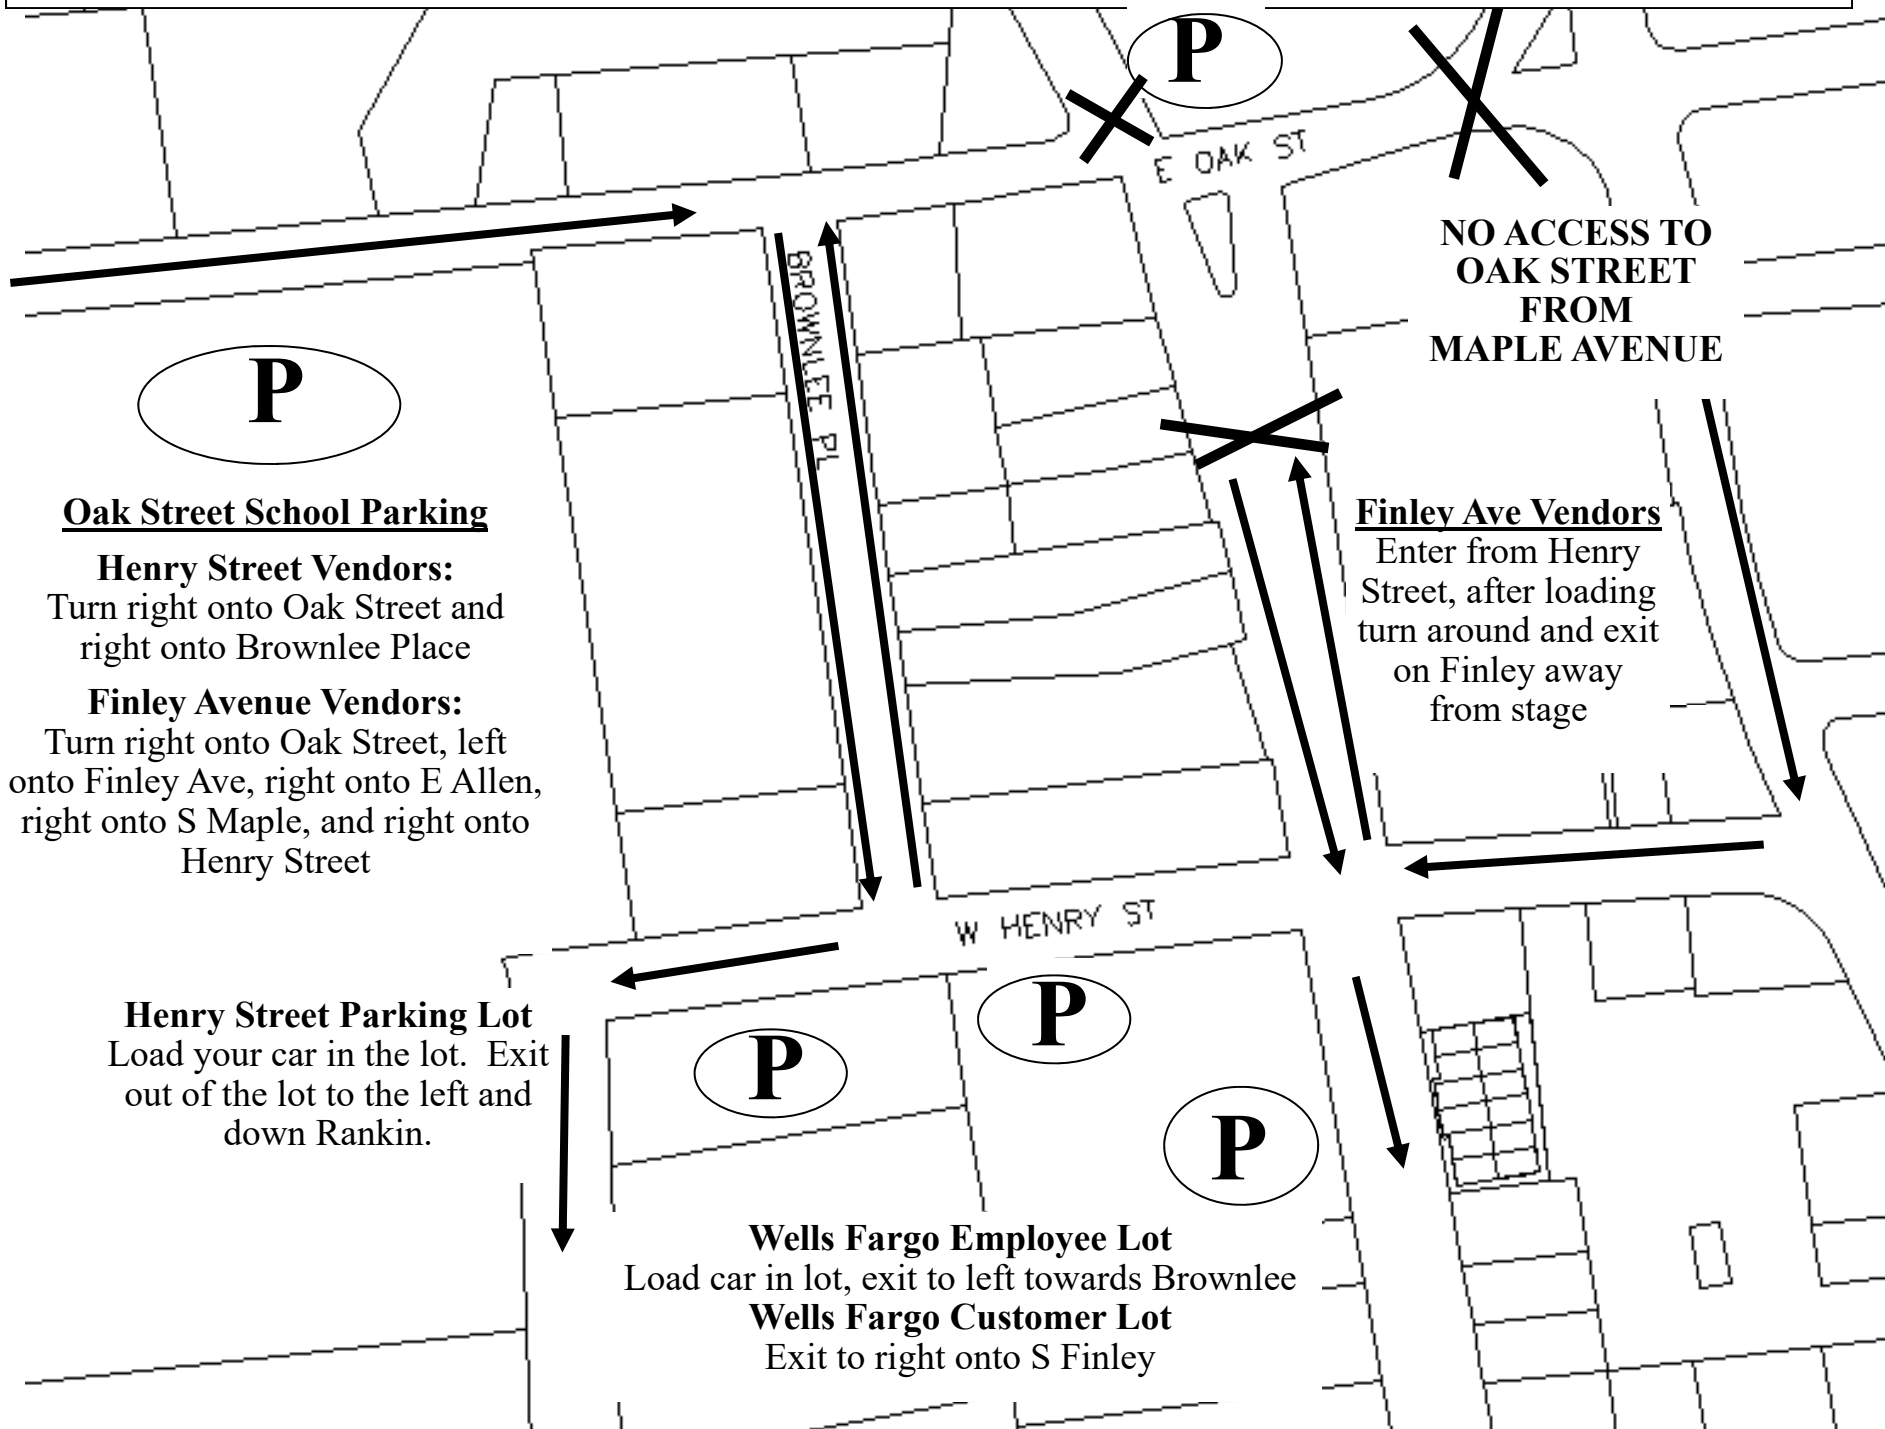 P
E OAK ST
NO ACCESS TO
OAK STREET
FROM
MAPLE AVENUE
BROWNLEE PL
P
Oak Street School Parking
Henry Street Vendors:
Turn right onto Oak Street and
right onto Brownlee Place
Finley Avenue Vendors:
Turn right onto Oak Street, left
onto Finley Ave, right onto E Allen,
right onto S Maple, and right onto
Henry Street
Finley Ave Vendors
Enter from Henry
Street, after loading
turn around and exit
on Finley away
from stage
W HENRY ST
Henry Street Parking Lot
Load your car in the lot.  Exit
out of the lot to the left and
down Rankin.
P
P
P
Wells Fargo Employee Lot
Load car in lot, exit to left towards Brownlee
Wells Fargo Customer Lot
Exit to right onto S Finley